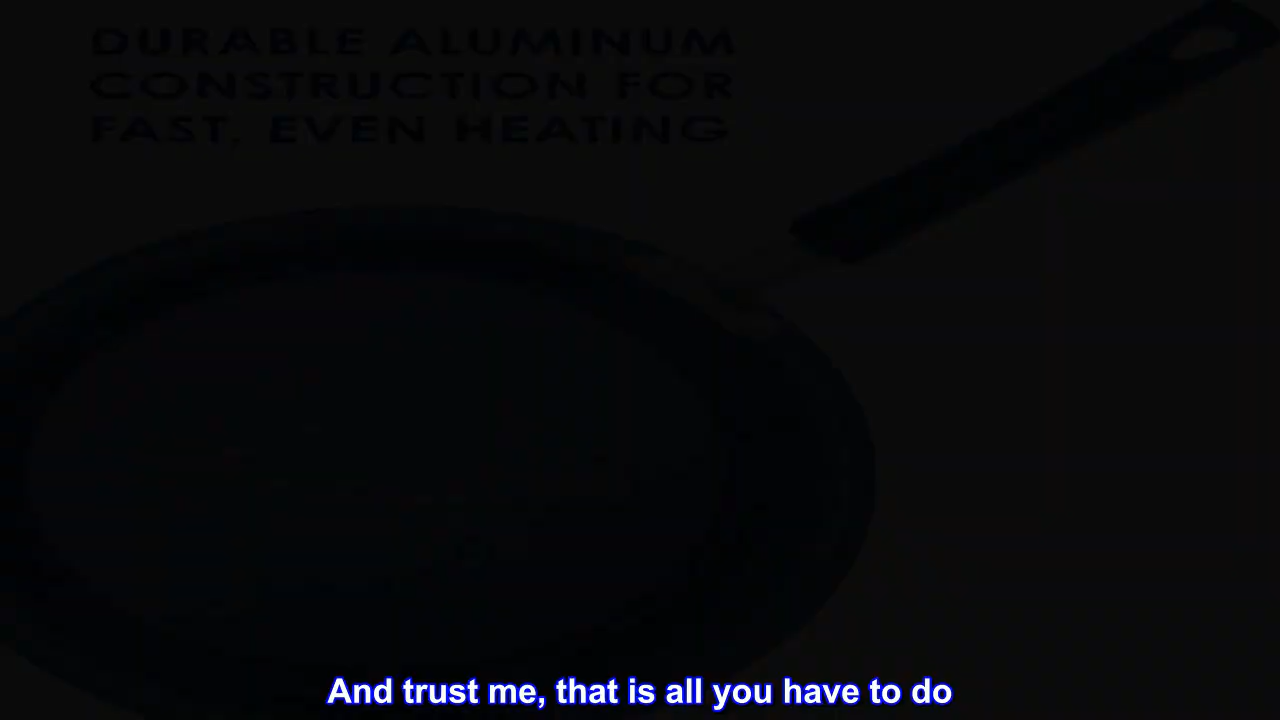 DURABLE ALUMINUM
CONSTRUCTION FOR
FAST, EVEN HEATING
And trust me, that is all you have to do